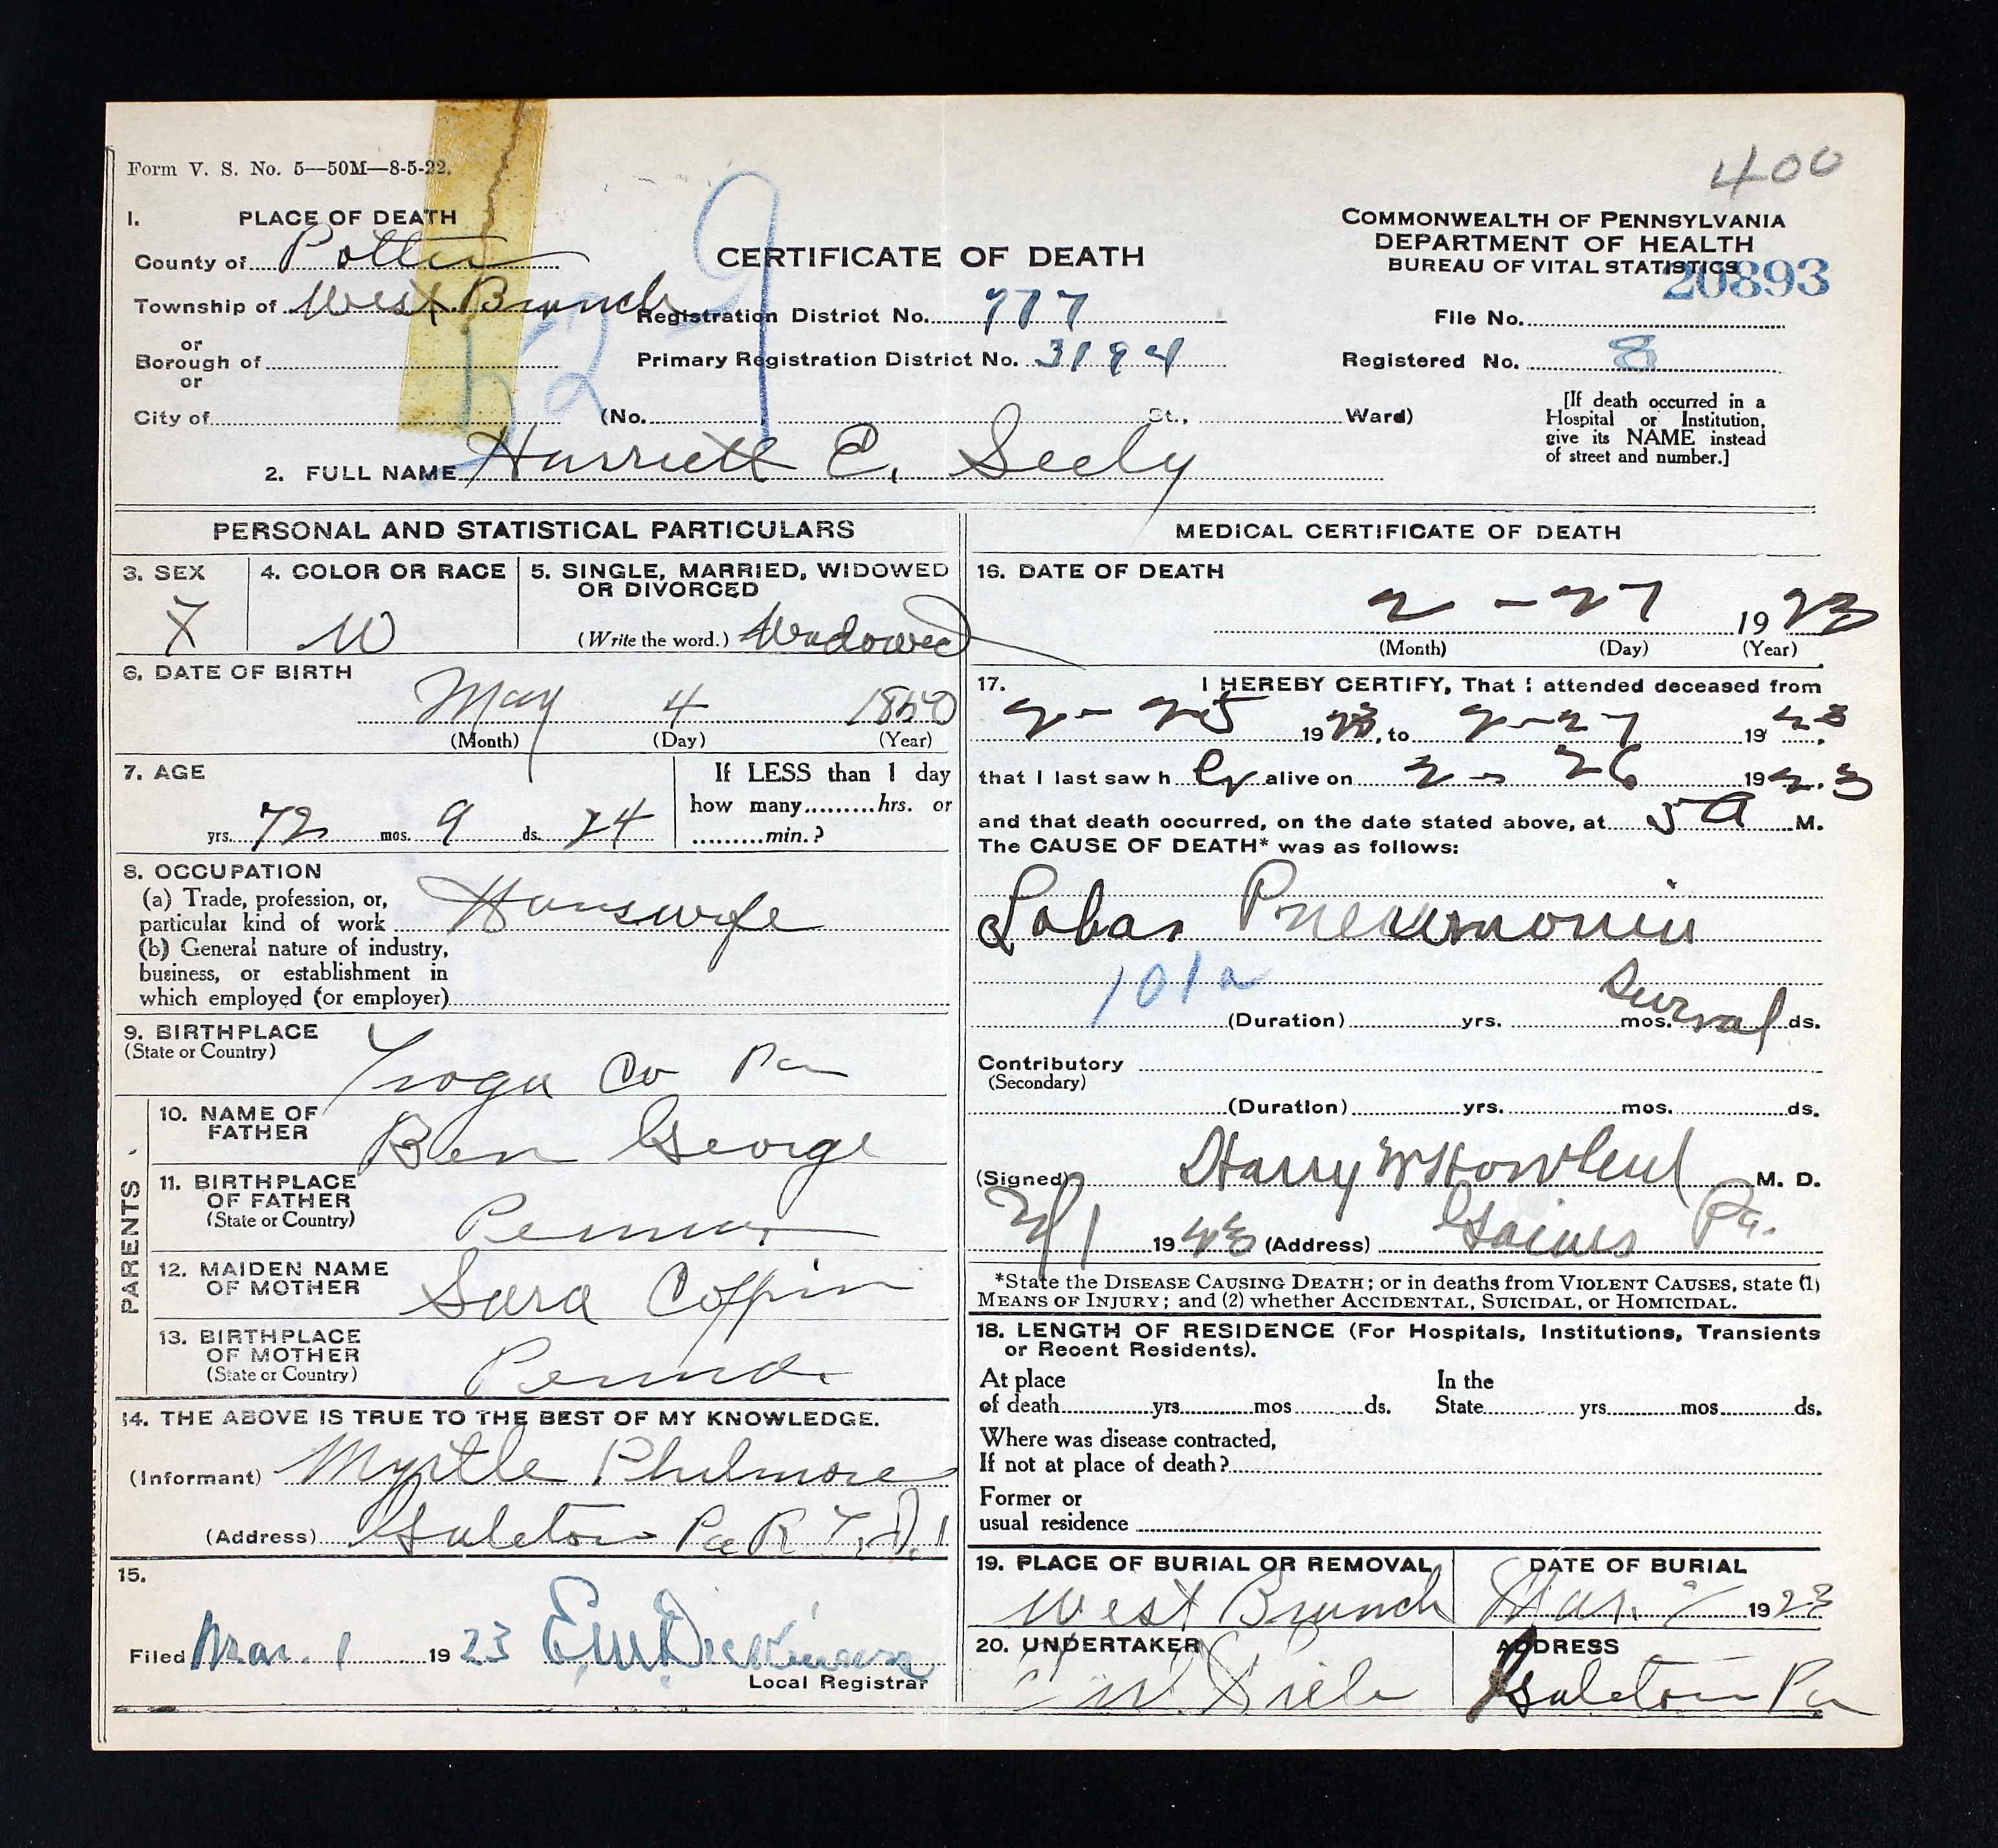 400
Form V. S. No. 5—50M—8-5-22.
1. PLACE OF DEATH
County of Potter
Township of West Branch
or
Borough of
or
City of
529
CERTIFICATE OF DEATH
Registration District No. 977
Primary Registration District No. 3194
(No. St., Ward)
COMMONWEALTH OF PENNSYLVANIA
DEPARTMENT OF HEALTH
BUREAU OF VITAL STATISTICS
20893
File No.
Registered No. 8
[If death occurred in a
Hospital or Institution,
give its NAME instead
of street and number.]
2. FULL NAME Harriett E. Seely
PERSONAL AND STATISTICAL PARTICULARS
3. SEX
F
4. COLOR OR RACE
W
5. SINGLE, MARRIED, WIDOWED
OR DIVORCED
(Write the word.) Widowed
6. DATE OF BIRTH
May 4 1850
(Month) (Day) (Year)
7. AGE
yrs. 72 mos. 9 ds. 24
If LESS than 1 day
how many.........hrs. or
.........min.?
8. OCCUPATION
(a) Trade, profession, or,
particular kind of work Houswife
(b) General nature of industry,
business, or establishment in
which employed (or employer)
9. BIRTHPLACE
(State or Country)
Tioga Co Pa
PARENTS
10. NAME OF
FATHER
Ben George
11. BIRTHPLACE
OF FATHER
(State or Country)
Penna.
12. MAIDEN NAME
OF MOTHER
Sara Coffin
13. BIRTHPLACE
OF MOTHER
(State or Country)
Penna.
14. THE ABOVE IS TRUE TO THE BEST OF MY KNOWLEDGE.
(Informant) Myrtle Philmore
(Address) Galeton Pa R.F.D. 1
15.
Filed Mar. 1 1923 E.M. Dickinson
Local Registrar
MEDICAL CERTIFICATE OF DEATH
16. DATE OF DEATH
2 - 27 1923
(Month) (Day) (Year)
17. I HEREBY CERTIFY, That I attended deceased from
2 - 25 1923, to 2 - 27 1923
that I last saw her alive on 2 - 26 1923
and that death occurred, on the date stated above, at 5 A M.
The CAUSE OF DEATH* was as follows:
Lobar Pneumonia
101a
(Duration) yrs. mos. Several ds.
Contributory
(Secondary)
(Duration) yrs. mos. ds.
(Signed) Harry W Howland M. D.
1923 (Address) Gaines Pa.
*State the DISEASE CAUSING DEATH; or in deaths from VIOLENT CAUSES, state (1)
MEANS OF INJURY; and (2) whether ACCIDENTAL, SUICIDAL, or HOMICIDAL.
18. LENGTH OF RESIDENCE (For Hospitals, Institutions, Transients
or Recent Residents).
At place
of death yrs. mos ds.
In the
State yrs. mos ds.
Where was disease contracted,
If not at place of death?
Former or
usual residence
19. PLACE OF BURIAL OR REMOVAL
West Branch
DATE OF BURIAL
Mar. 1923
20. UNDERTAKER
ADDRESS
Galeton Pa